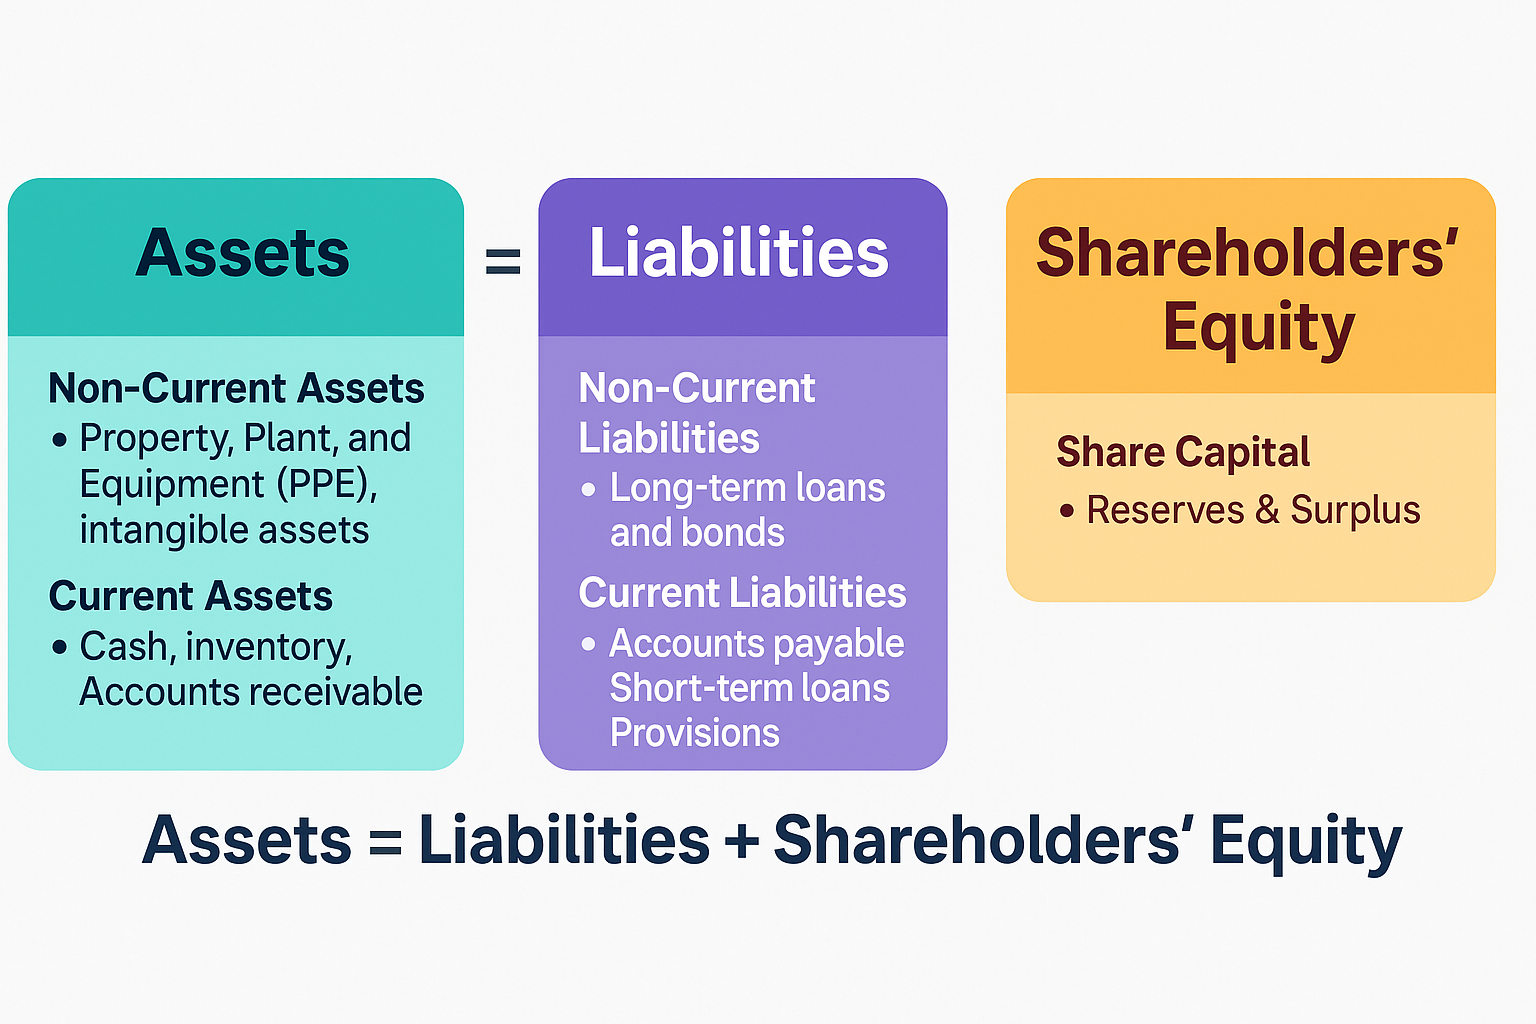 Assets
=
Liabilities
Shareholders‘
Equity
Non-Current Assets
• Property, Plant, and
Equipment (PPE),
intangible assets
Current Assets
• Cash, inventory,
Accounts receivable
Non-Current
Liabilities
• Long-term loans
and bonds
Current Liabilities
• Accounts payable
Short-term loans
Provisions
Share Capital
• Reserves & Surplus
Assets = Liabilities + Shareholders‘ Equity